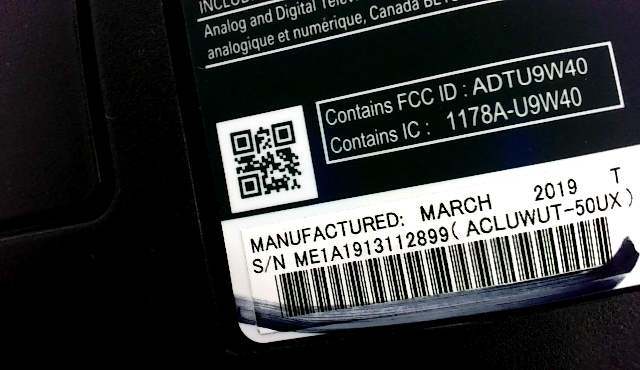 INCLUD
Analog and Digital Telev
analogique et numérique, Canada
Contains FCC ID : ADTU9W40
Contains IC : 1178A-U9W40
MANUFACTURED: MARCH 2019 T
S/N ME1A1913112899( ACLUWUT-50UX )